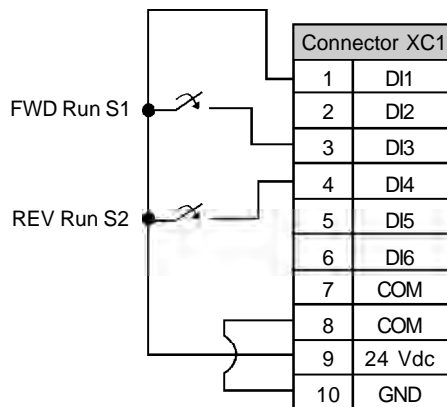 Connector XC1
1 DI1
FWD Run S1
2 DI2
3 DI3
4 DI4
REV Run S2
5 DI5
6 DI6
7 COM
8 COM
9 24 Vdc
10 GND